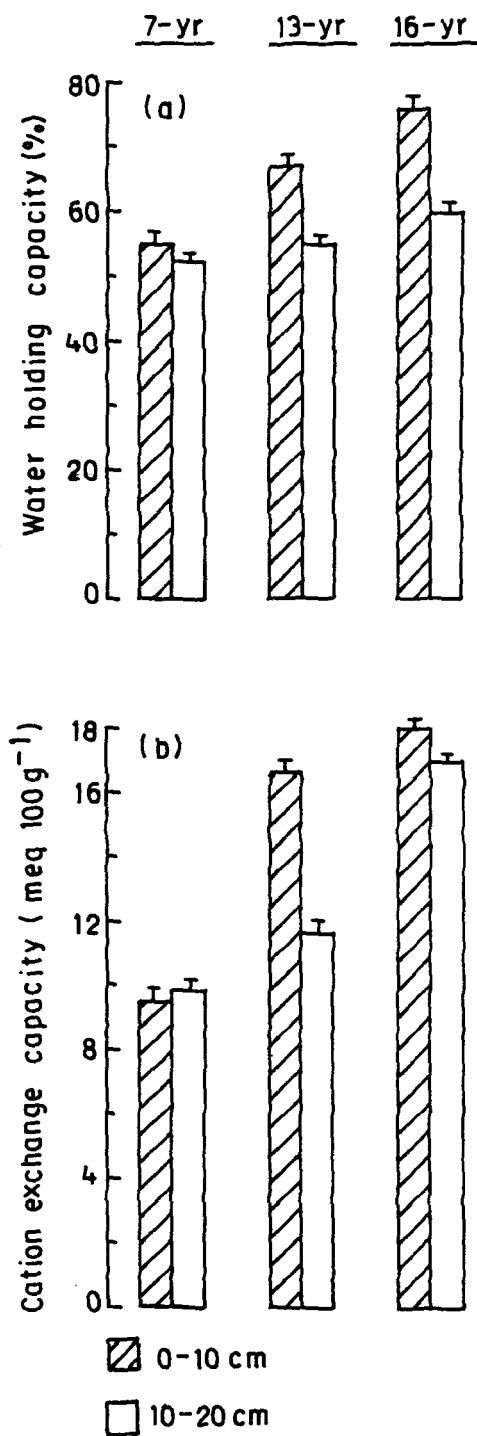 7-yr 13-yr 16-yr
(a)
Water holding capacity (%)
80
60
40
20
0
(b)
Cation exchange capacity ( meq 100g⁻¹)
18
16
12
8
4
0
0-10 cm
10-20 cm